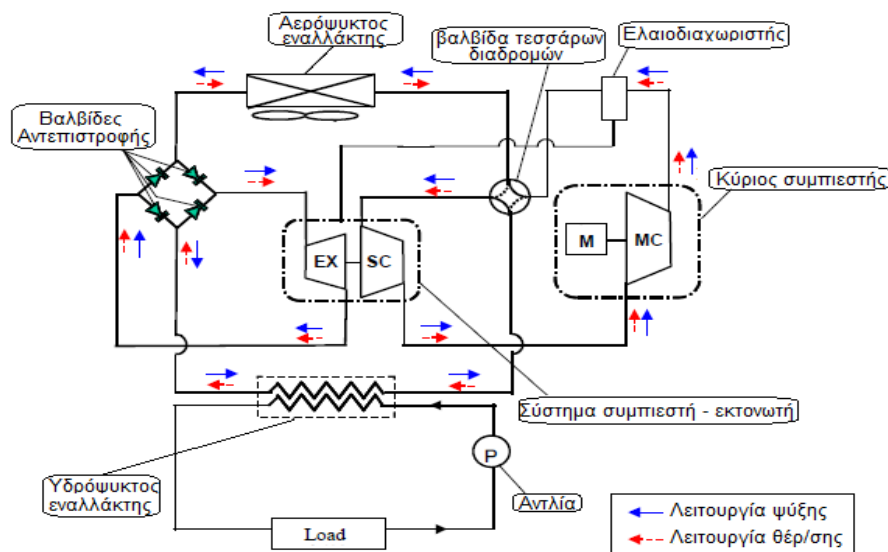 Αερόψυκτος
εναλλάκτης
βαλβίδα τεσσάρων
διαδρομών
Ελαιοδιαχωριστής
Βαλβίδες
Αντεπιστροφής
Κύριος συμπιεστής
M
MC
EX
SC
Σύστημα συμπιεστή - εκτονωτή
P
Υδρόψυκτος
εναλλάκτης
Αντλία
Load
Λειτουργία ψύξης
Λειτουργία θέρ/σης